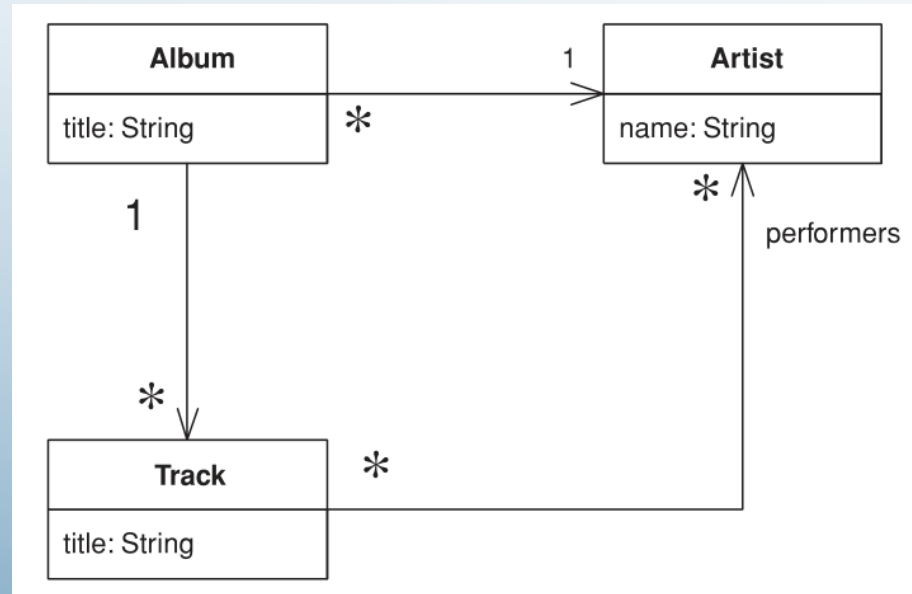 Album
title: String
1
*
Artist
name: String
*
performers
1
*
Track
title: String
*